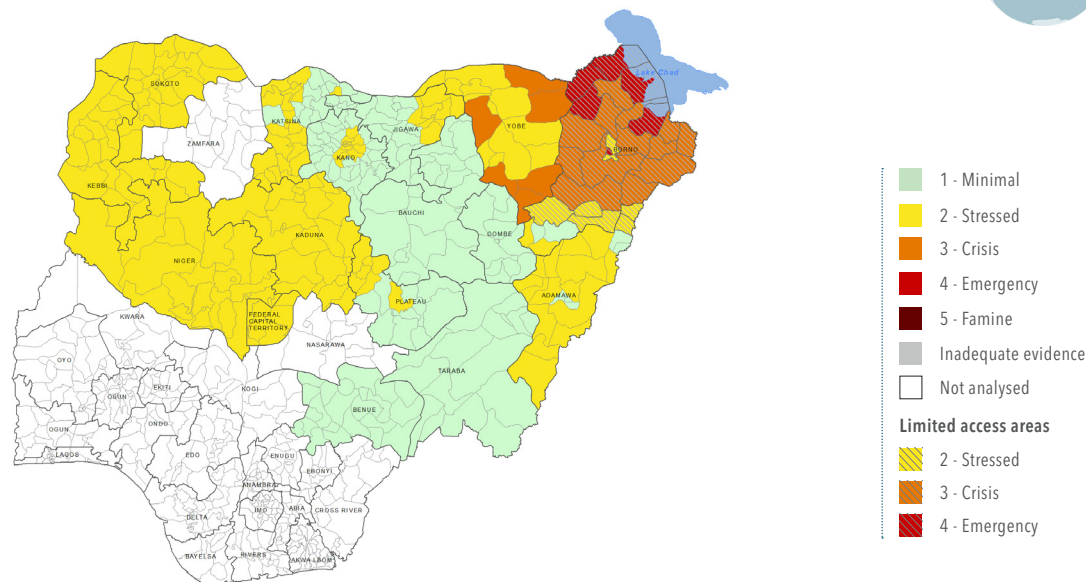 Lake Chad
SOKOTO
KATSINA
ZAMFARA
JIGAWA
YOBE
KANO
BORNO
KEBBI
BAUCHI
KADUNA
GOMBE
NIGER
PLATEAU
ADAMAWA
FEDERAL
CAPITAL
TERRITORY
KWARA
NASARAWA
OYO
TARABA
EKITI
KOGI
OSUN
BENUE
ONDO
OGUN
LAGOS
EDO
ENUGU
EBONYI
ANAMBRA
IMO
ABIA
CROSS RIVER
DELTA
BAYELSA
RIVERS
AKWA IBOM
1 - Minimal
2 - Stressed
3 - Crisis
4 - Emergency
5 - Famine
Inadequate evidence
Not analysed
Limited access areas
2 - Stressed
3 - Crisis
4 - Emergency